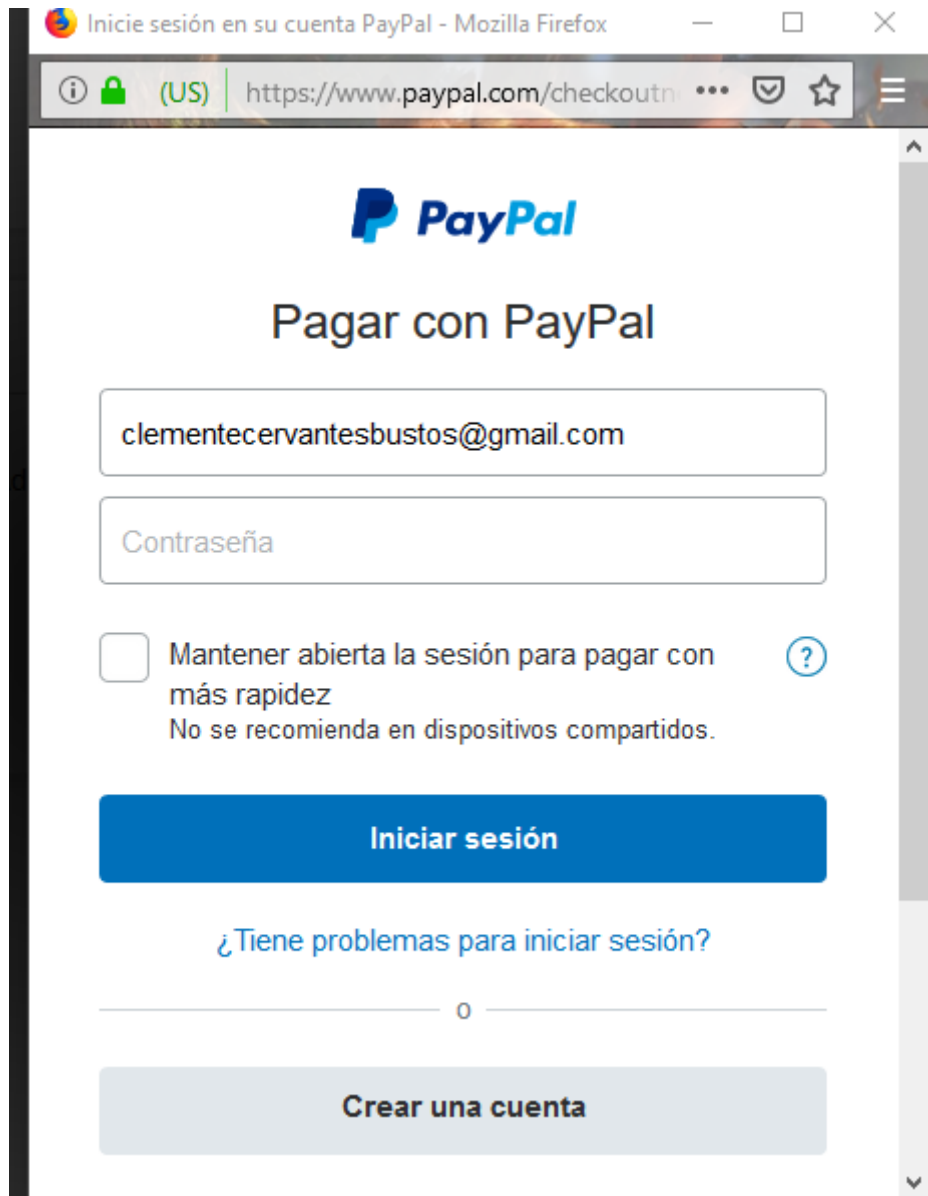 Inicie sesión en su cuenta PayPal - Mozilla Firefox
(US) https://www.paypal.com/checkoutn
PayPal
Pagar con PayPal
clementecervantesbustos@gmail.com
Contraseña
Mantener abierta la sesión para pagar con
más rapidez
No se recomienda en dispositivos compartidos.
?
Iniciar sesión
¿Tiene problemas para iniciar sesión?
o
Crear una cuenta